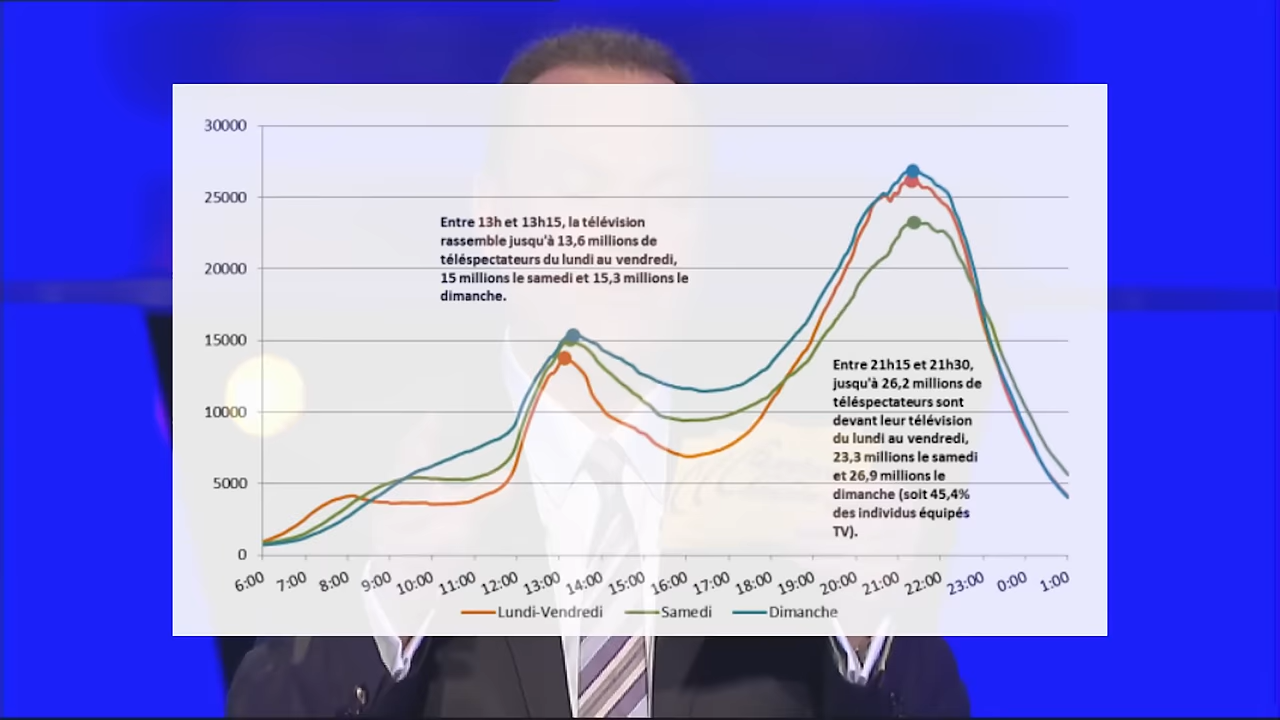 30000
25000
20000
15000
10000
5000
0
Entre 13h et 13h15, la télévision
rassemble jusqu'à 13,6 millions de
téléspectateurs du lundi au vendredi,
15 millions le samedi et 15,3 millions le
dimanche.
Entre 21h15 et 21h30,
jusqu'à 26,2 millions de
téléspectateurs sont
devant leur télévision
du lundi au vendredi,
23,3 millions le samedi
et 26,9 millions le
dimanche (soit 45,4%
des individus équipés
TV).
6:00 7:00 8:00 9:00 10:00 11:00 12:00 13:00 14:00 15:00 16:00 17:00 18:00 19:00 20:00 21:00 22:00 23:00 0:00 1:00
Lundi-Vendredi Samedi Dimanche